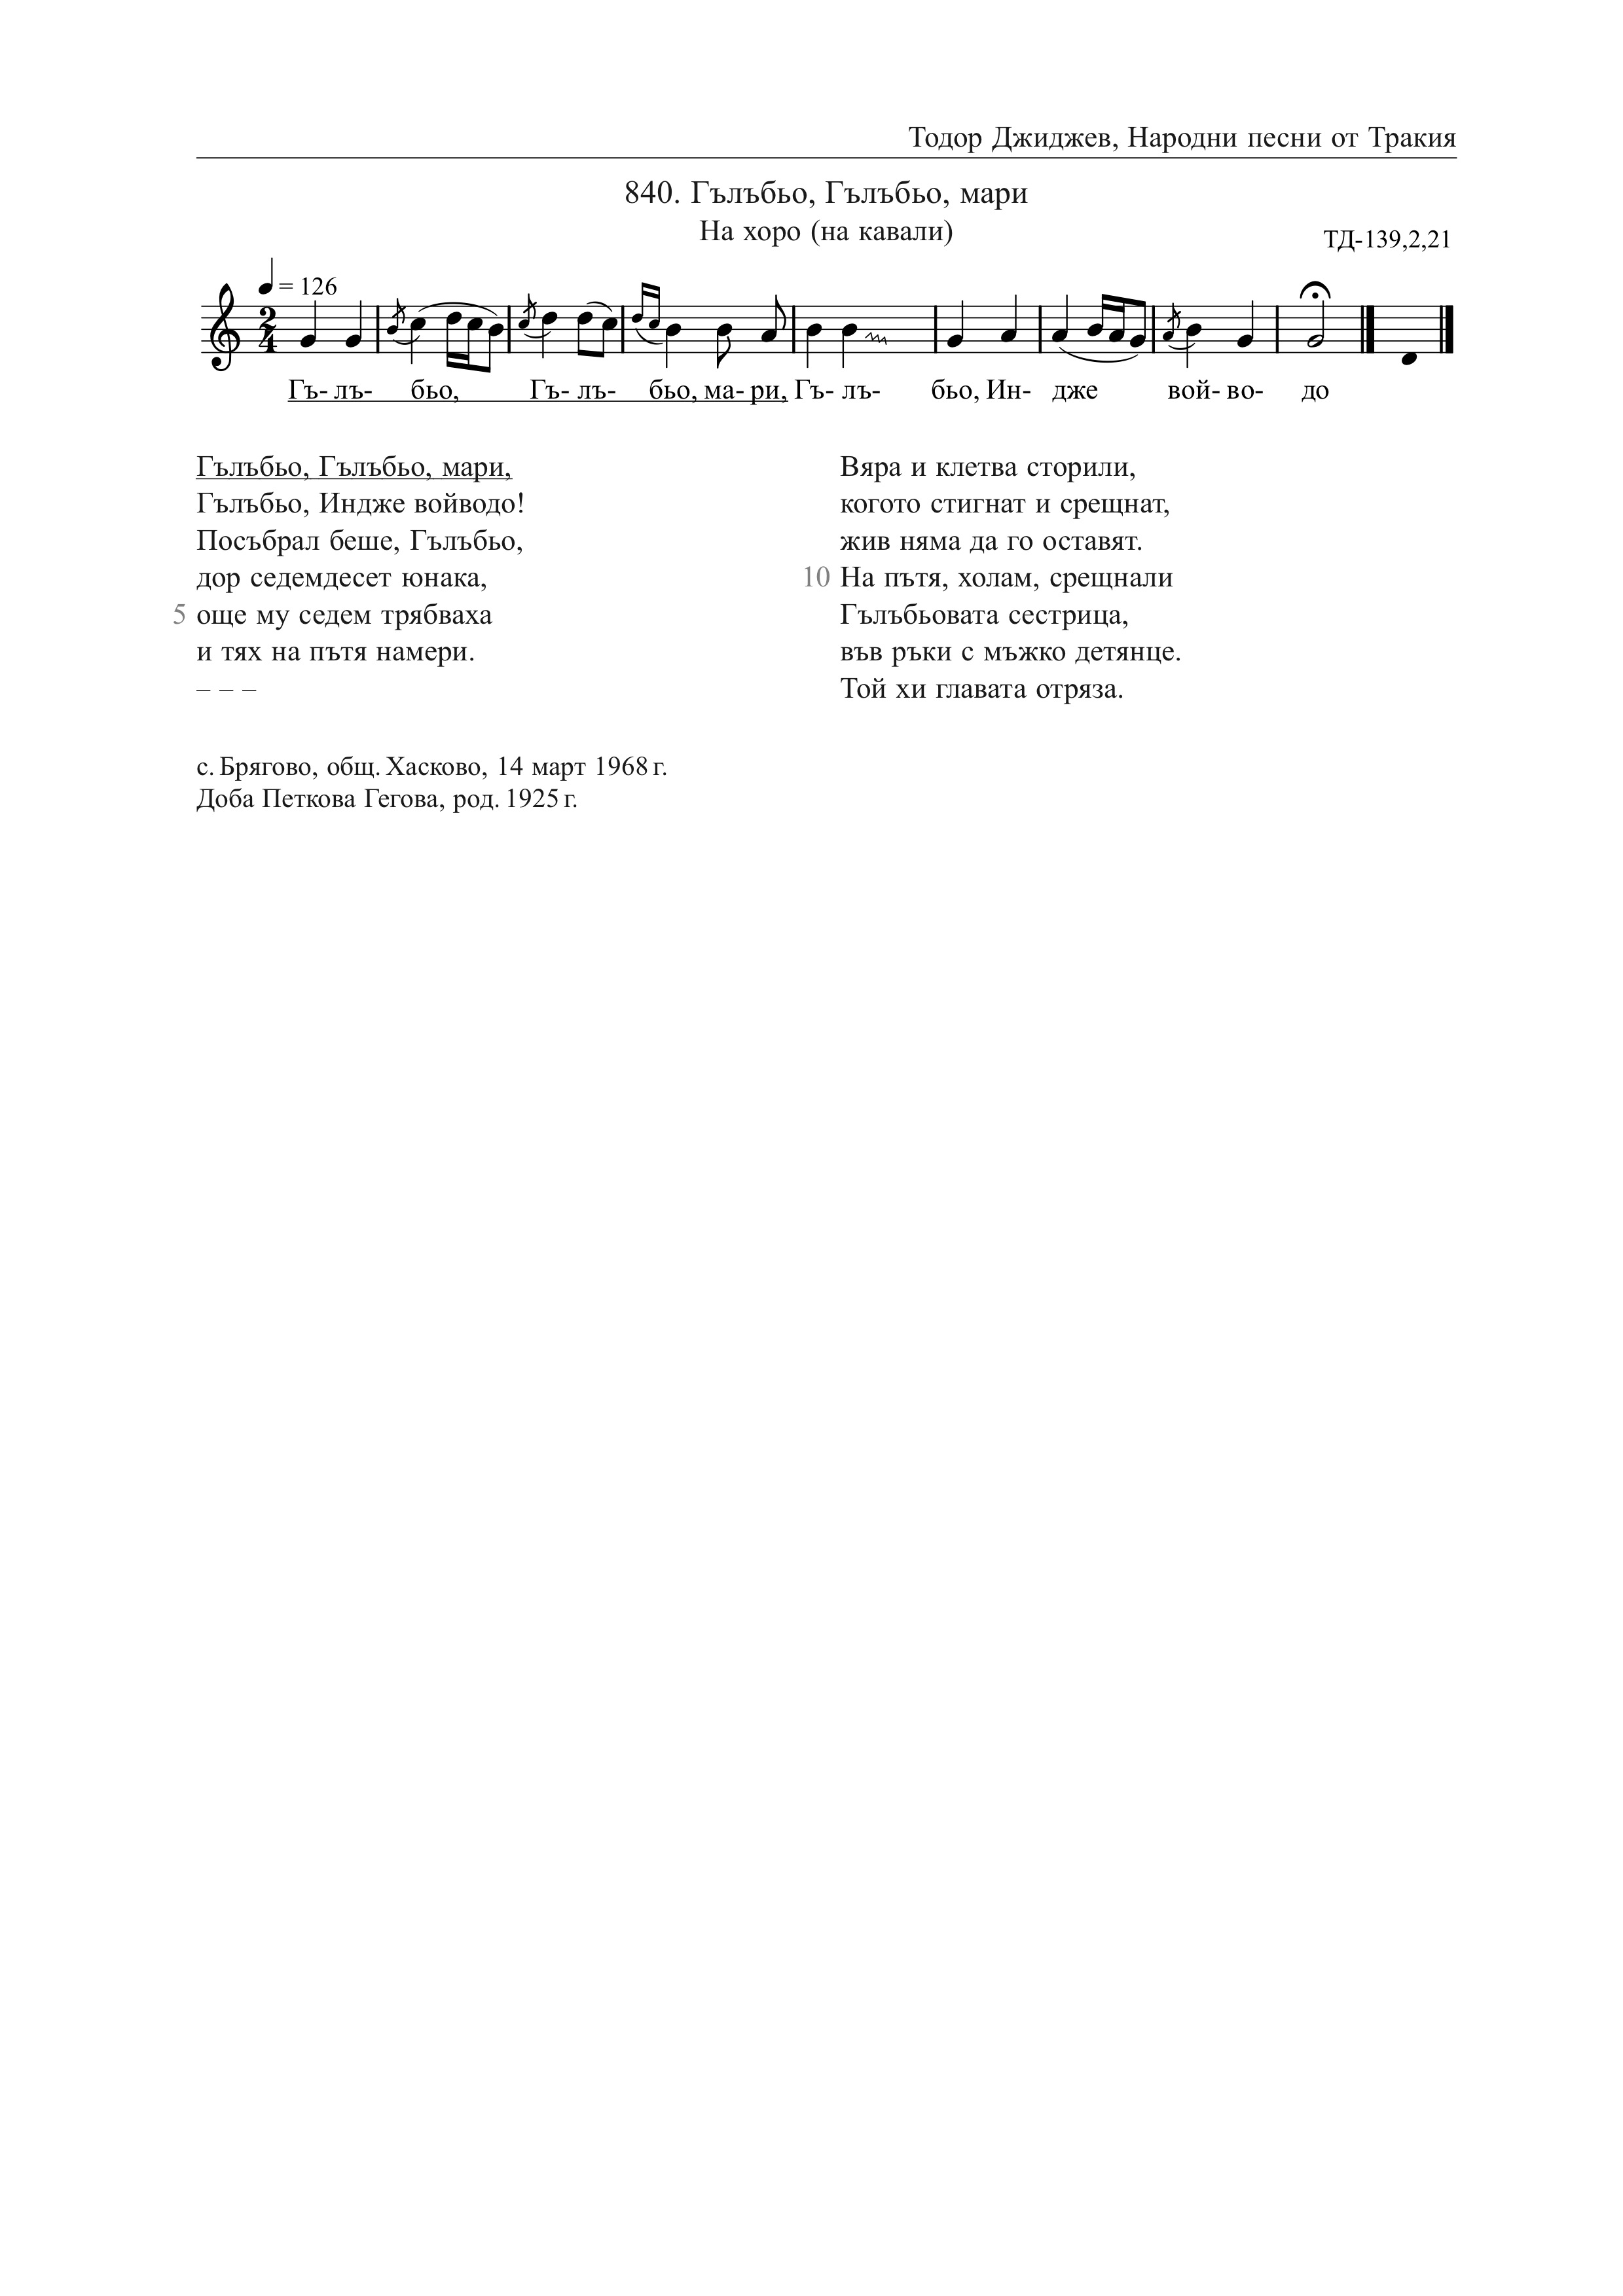 Тодор Джиджев, Народни песни от Тракия
840. Гълъбьо, Гълъбьо, мари
На хоро (на кавали)
ТД-139,2,21
= 126
2
4
Гъ- лъ- бьо, Гъ- лъ- бьо, ма- ри, Гъ- лъ- бьо, Ин- дже вой- во- до
Гълъбьо, Гълъбьо, мари,
Гълъбьо, Индже войводо!
Посъбрал беше, Гълъбьо,
дор седемдесет юнака,
5 още му седем трябваха
и тях на пътя намери.
– – –
Вяра и клетва сторили,
когото стигнат и срещнат,
жив няма да го оставят.
10 На пътя, холам, срещнали
Гълъбьовата сестрица,
във ръки с мъжко детянце.
Той хи главата отряза.
с. Брягово, общ. Хасково, 14 март 1968 г.
Доба Петкова Гегова, род. 1925 г.